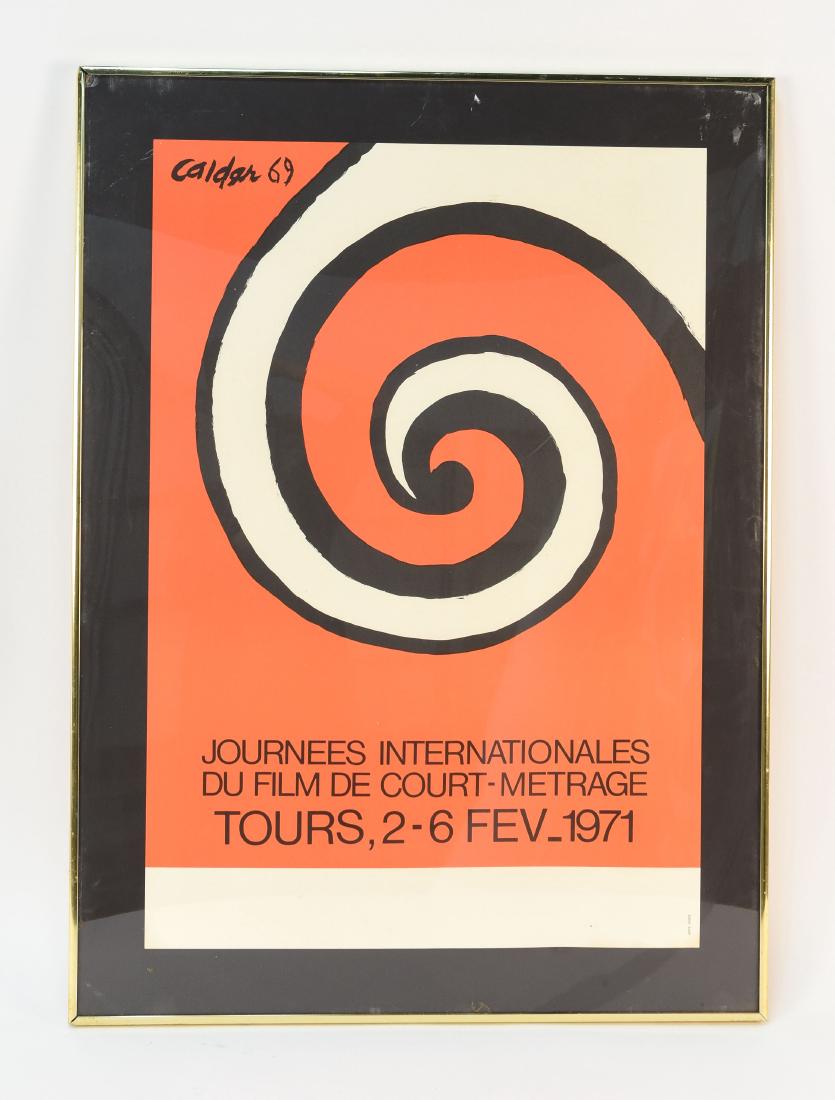 Calder 69
JOURNEES INTERNATIONALES
DU FILM DE COURT-METRAGE
TOURS, 2-6 FEV_1971